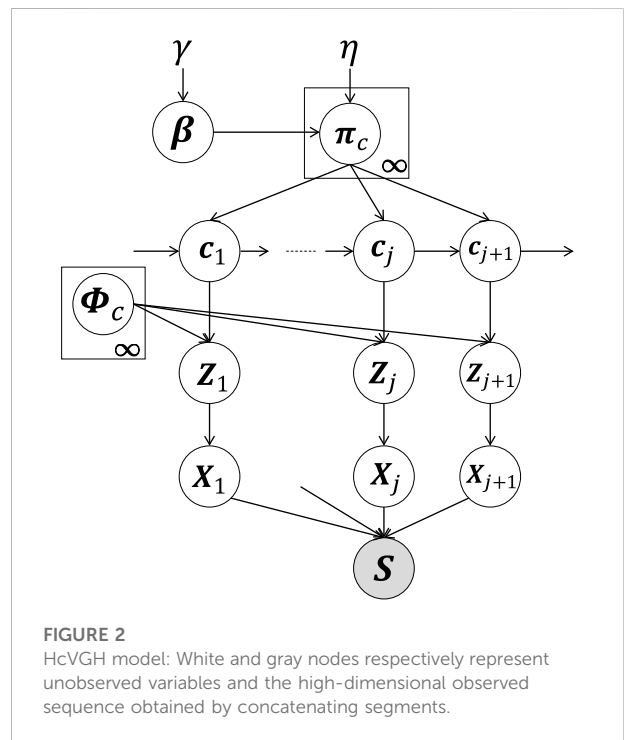 γ η
β π_c
∞
c_1 c_j c_{j+1}
Φ_c
∞
Z_1 Z_j Z_{j+1}
X_1 X_j X_{j+1}
S
FIGURE 2
HcVGH model: White and gray nodes respectively represent
unobserved variables and the high-dimensional observed
sequence obtained by concatenating segments.